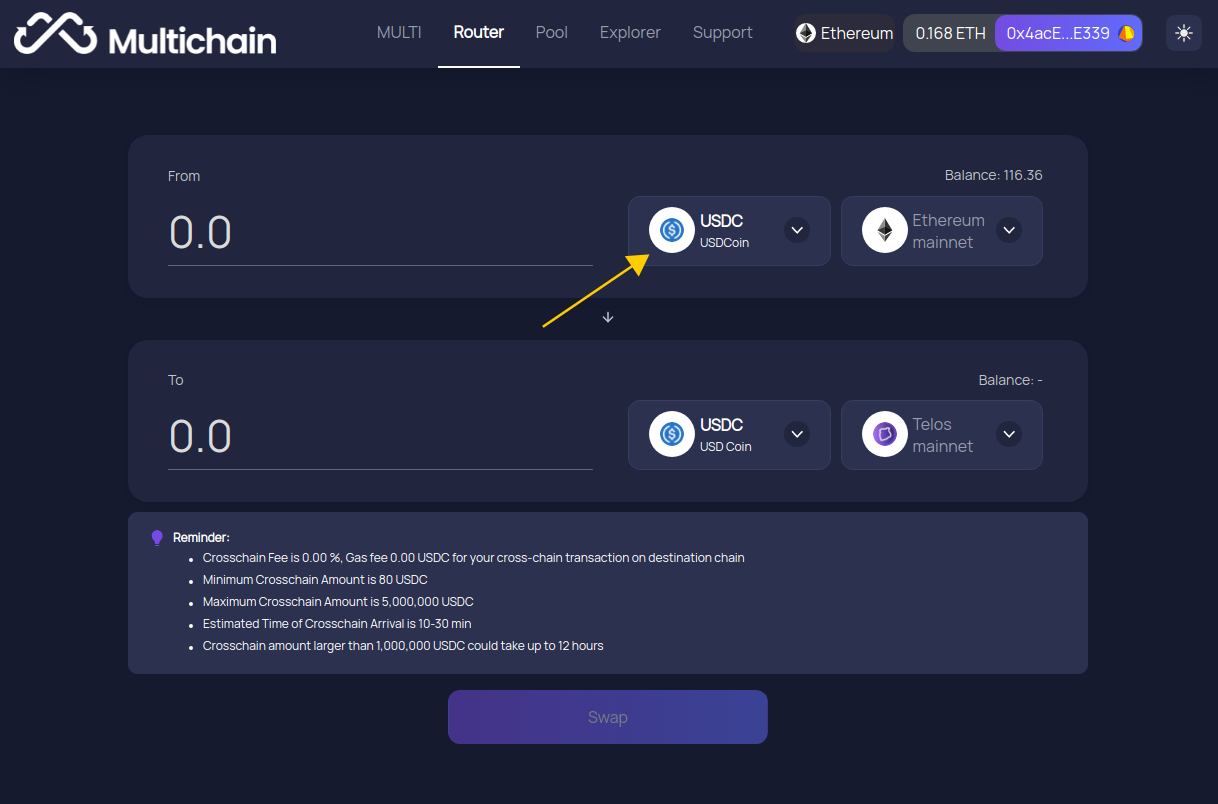 Multichain
MULTI
Router
Pool
Explorer
Support
Ethereum
0.168 ETH
0x4acE...E339
From
Balance: 116.36
0.0
USDC
USDCoin
Ethereum
mainnet
To
Balance: -
0.0
USDC
USD Coin
Telos
mainnet
Reminder:
Crosschain Fee is 0.00 %, Gas fee 0.00 USDC for your cross-chain transaction on destination chain
Minimum Crosschain Amount is 80 USDC
Maximum Crosschain Amount is 5,000,000 USDC
Estimated Time of Crosschain Arrival is 10-30 min
Crosschain amount larger than 1,000,000 USDC could take up to 12 hours
Swap